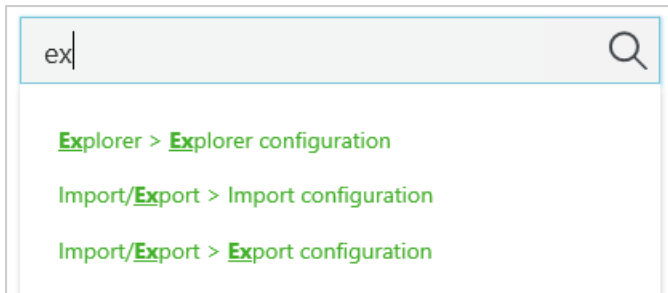 ex
Explorer > Explorer configuration
Import/Export > Import configuration
Import/Export > Export configuration